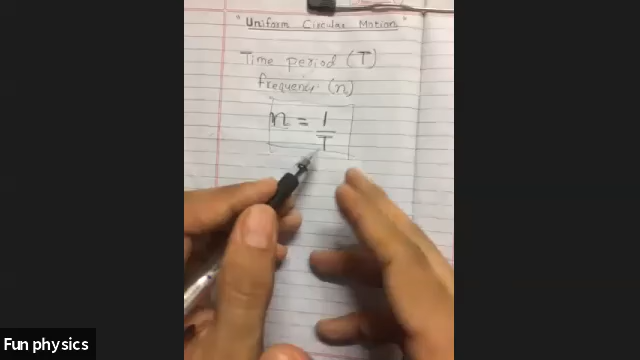 "Uniform Circular Motion"
Time period (T)
frequency (n)
n = 1
T
Fun physics